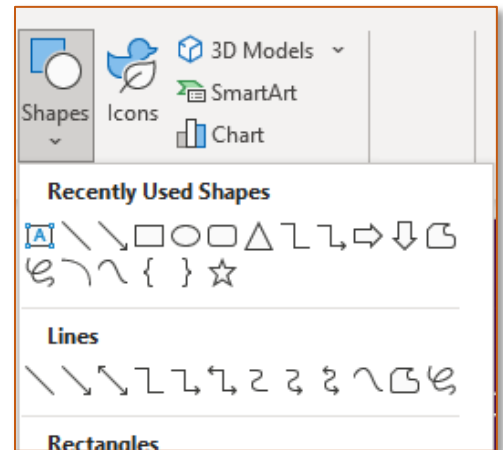 Shapes
Icons
3D Models
SmartArt
Chart
Recently Used Shapes
A
Lines
Rectangles